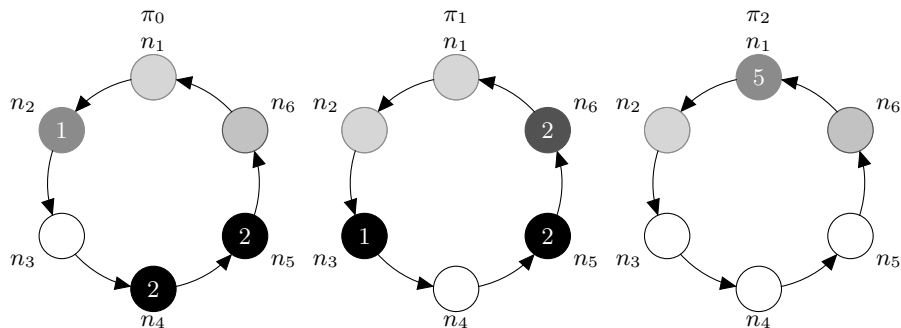 π₀ π₁ π₂
n₁ n₁ n₁
n₂ n₆ n₂ n₆ n₂ n₆
1 2 5
n₃ n₅ n₃ n₅ n₃ n₅
2 1 2
2
n₄ n₄ n₄